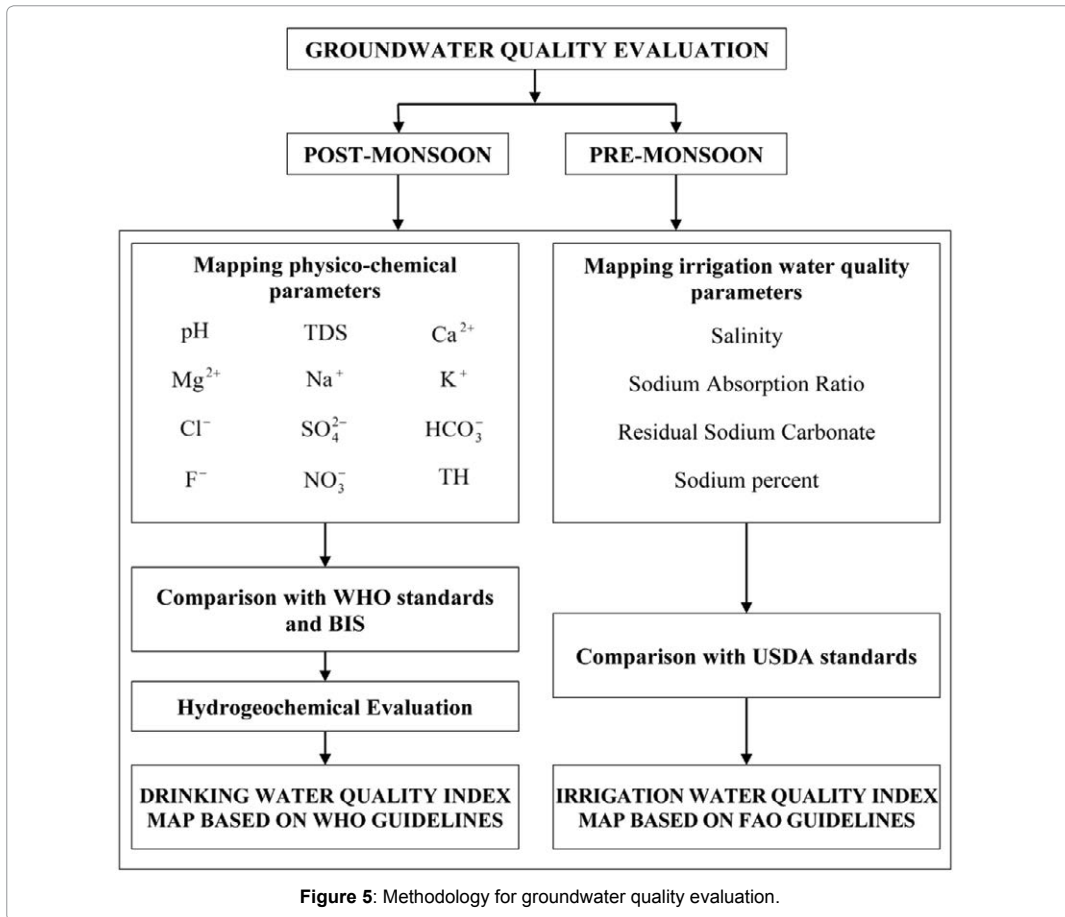 GROUNDWATER QUALITY EVALUATION
POST-MONSOON
PRE-MONSOON
Mapping physico-chemical
parameters
pH TDS Ca²⁺
Mg²⁺ Na⁺ K⁺
Cl⁻ SO₄²⁻ HCO₃⁻
F⁻ NO₃⁻ TH
Comparison with WHO standards
and BIS
Hydrogeochemical Evaluation
DRINKING WATER QUALITY INDEX
MAP BASED ON WHO GUIDELINES
Mapping irrigation water quality
parameters
Salinity
Sodium Absorption Ratio
Residual Sodium Carbonate
Sodium percent
Comparison with USDA standards
IRRIGATION WATER QUALITY INDEX
MAP BASED ON FAO GUIDELINES
Figure 5: Methodology for groundwater quality evaluation.